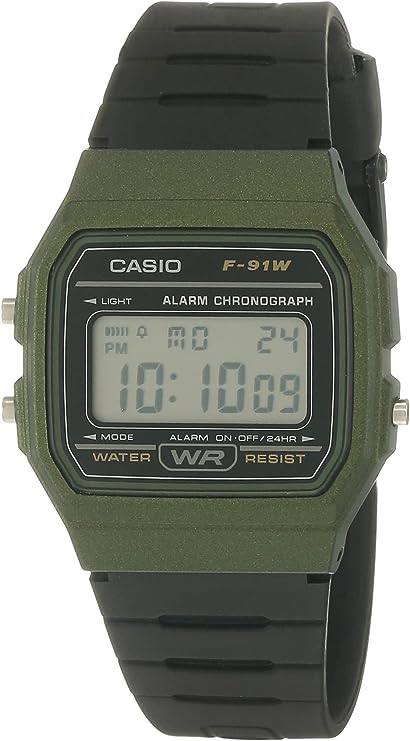 CASIO F-91W
LIGHT ALARM CHRONOGRAPH
MO 24
PM 10:10 09
MODE ALARM ON·OFF/24HR
WATER WR RESIST